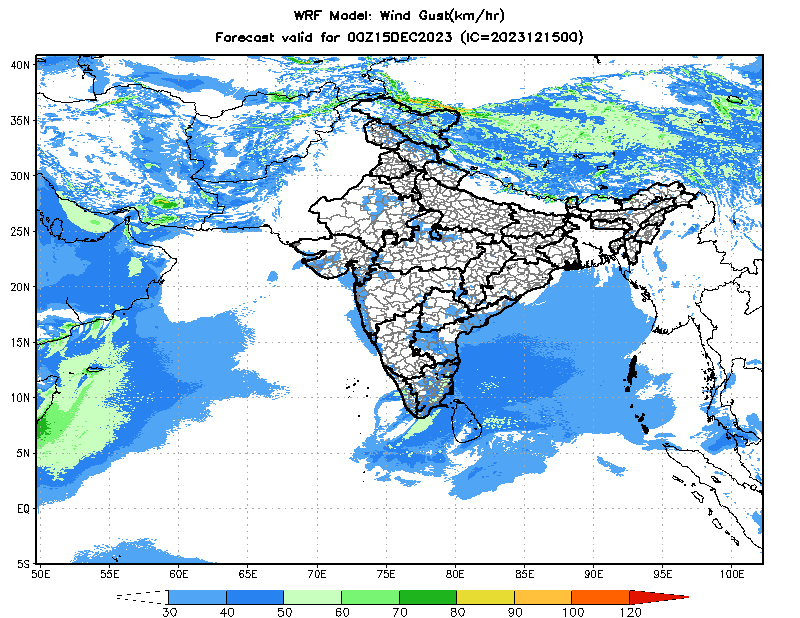 WRF Model: Wind Gust(km/hr)
Forecast valid for 00Z15DEC2023 (IC=2023121500)
40N
35N
30N
25N
20N
15N
10N
5N
EQ
5S
50E 55E 60E 65E 70E 75E 80E 85E 90E 95E 100E
30 40 50 60 70 80 90 100 120